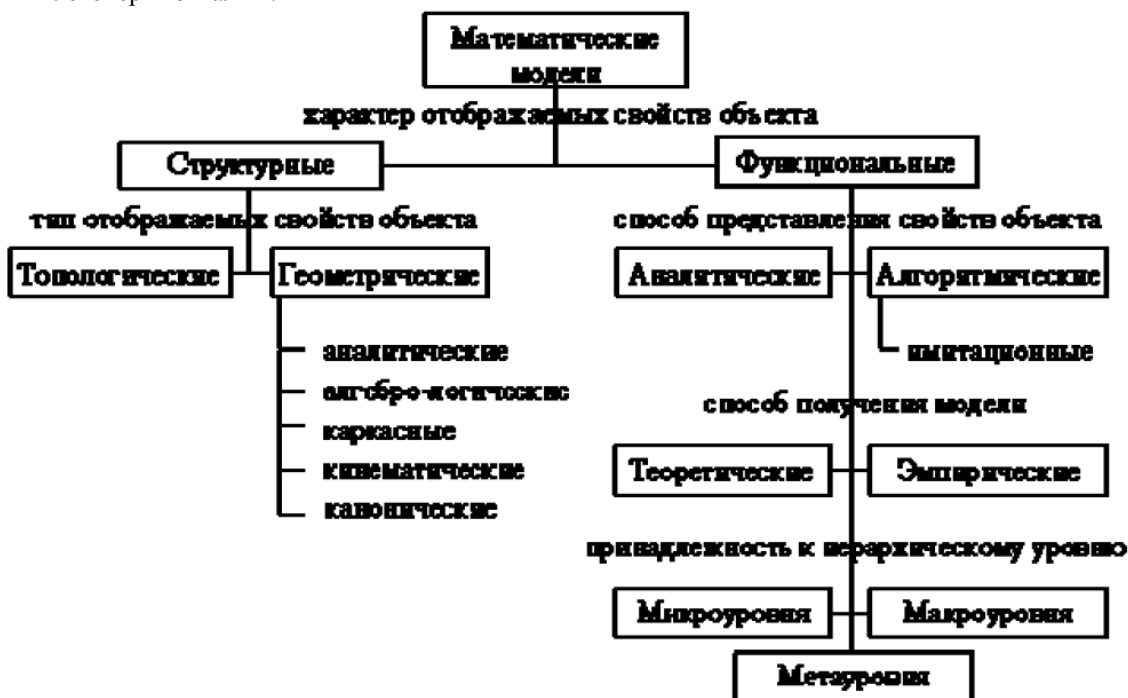 Математические
модели
характер отображаемых свойств объекта
Структурные
Функциональные
тип отображаемых свойств объекта
способ представления свойств объекта
Топологические
Геометрические
Аналитические
Алгоритмические
аналитические
имитационные
алгебро-логические
способ получения модели
каркасные
кинематические
Теоретические
Эмпирические
канонические
принадлежность к иерархическому уровню
Микроуровня
Макроуровня
Метауровня